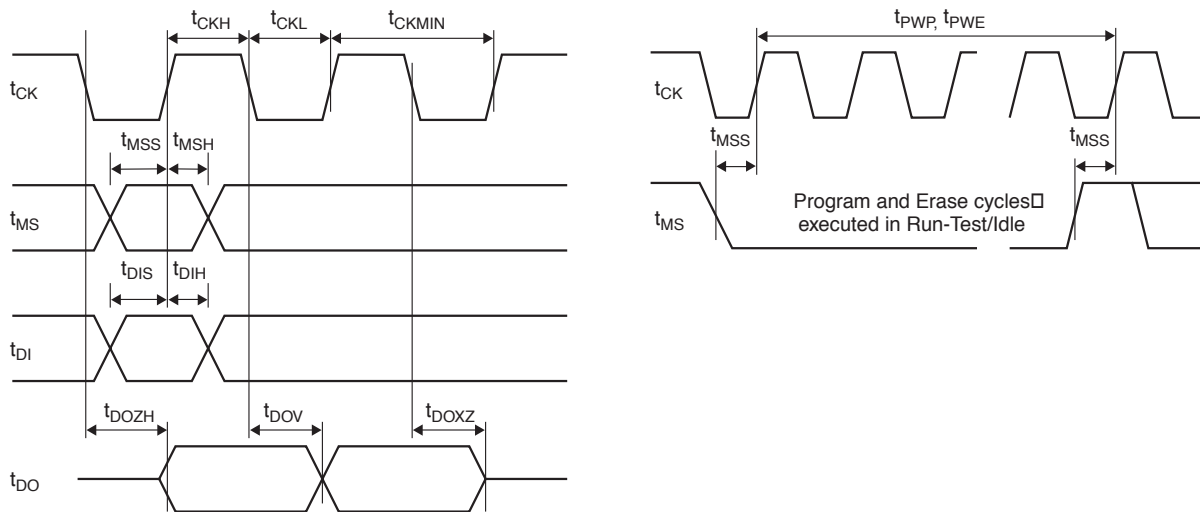 tCKH tCKL tCKMIN
tCK
tMSS tMSH
tMS
tDIS tDIH
tDI
tDOZH tDOV tDOXZ
tDO
tPWP, tPWE
tCK
tMSS tMSS
tMS
Program and Erase cycles□
executed in Run-Test/Idle